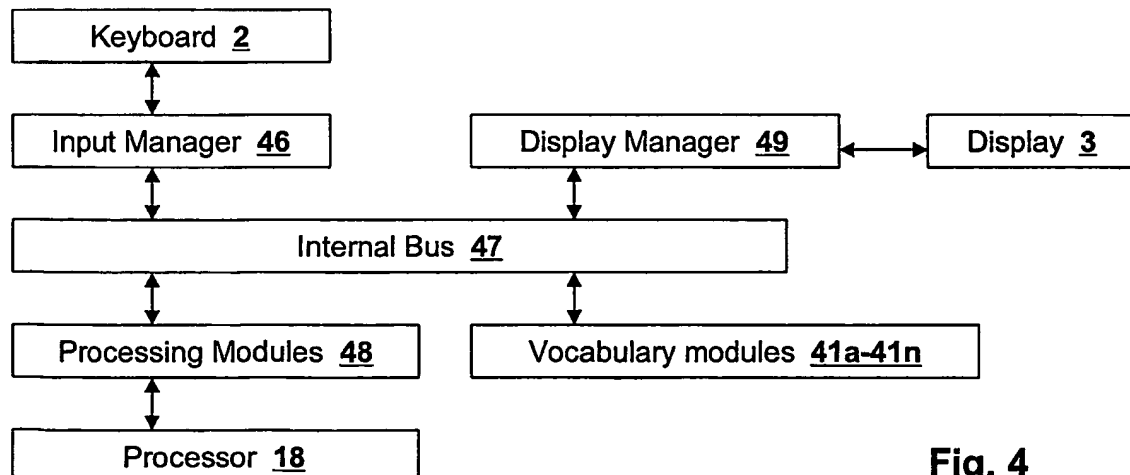 Keyboard 2
Input Manager 46
Display Manager 49
Display 3
Internal Bus 47
Processing Modules 48
Vocabulary modules 41a-41n
Processor 18
Fig. 4